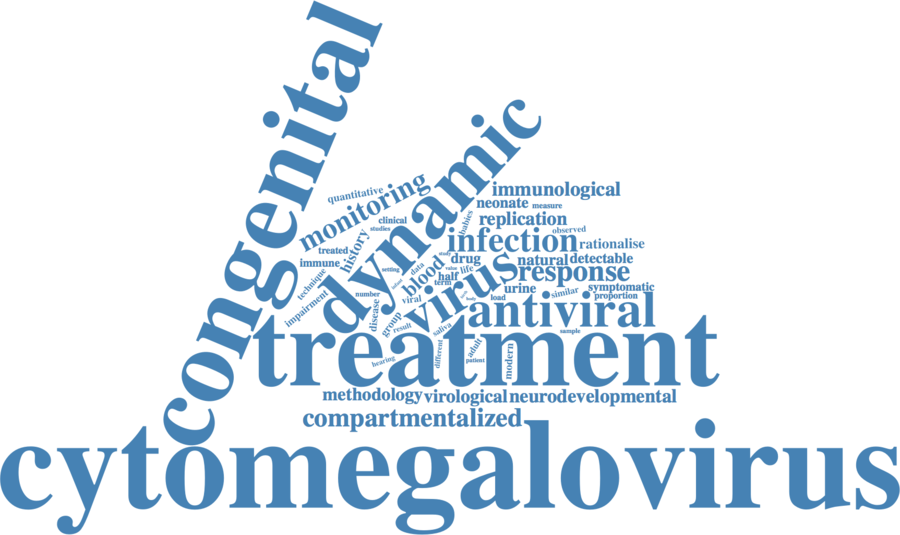 congenital
dynamic
quantitative
monitoring
immunological
neonate
measure
babies
clinical
studies
replication
observed
history
treated
infection
rationalise
immune
study
drug
natural
detectable
technique
setting
data
blood
value
life
half
term
virus
response
urine
symptomatic
impairment
number
viral
load
similar
proportion
disease
group
result
saliva
antiviral
sample
treatment
hearing
different
adult
patient
modern
methodology
virological
neurodevelopmental
compartmentalized
cytomegalovirus